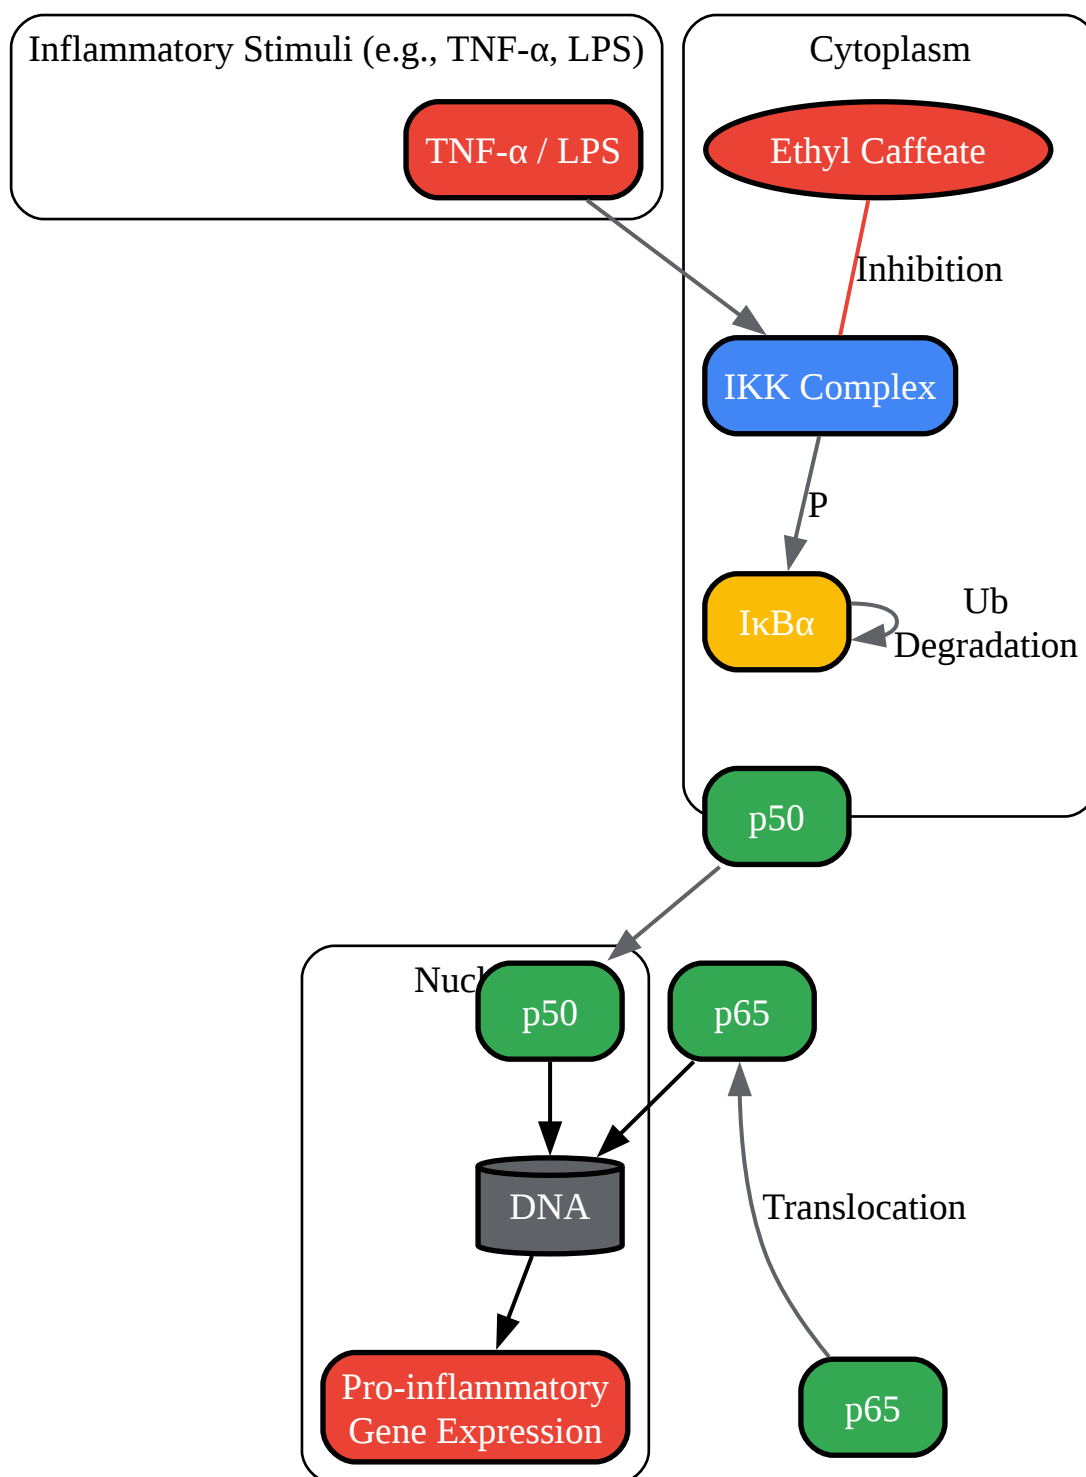 Inflammatory Stimuli (e.g., TNF-α, LPS)
Cytoplasm
TNF-α / LPS
Ethyl Caffeate
Inhibition
IKK Complex
P
IκBα
Ub
Degradation
p50
p50
p65
DNA
Translocation
Pro-inflammatory
Gene Expression
p65